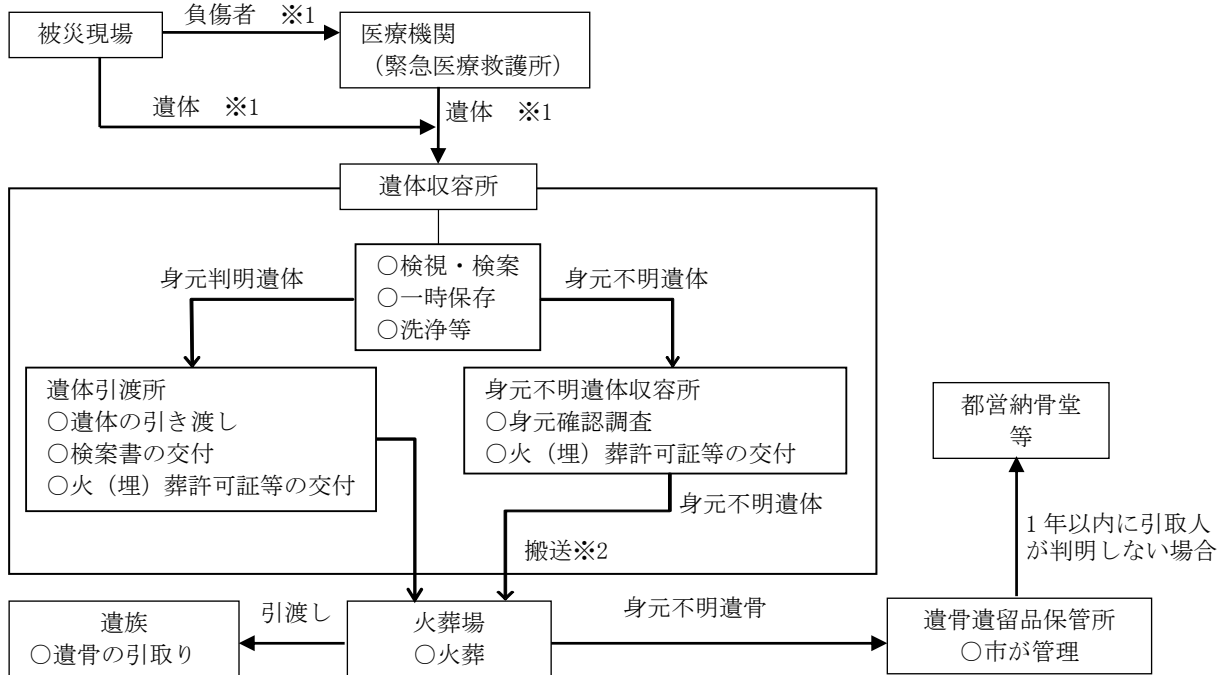 負傷者　※1
被災現場
医療機関
（緊急医療救護所）
遺体　※1
遺体　※1
遺体収容所
身元判明遺体
○検視・検案
○一時保存
○洗浄等
身元不明遺体
遺体引渡所
○遺体の引き渡し
○検案書の交付
○火（埋）葬許可証等の交付
身元不明遺体収容所
○身元確認調査
○火（埋）葬許可証等の交付
都営納骨堂
等
身元不明遺体
搬送※2
1 年以内に引取人
が判明しない場合
遺族
○遺骨の引取り
引渡し
火葬場
○火葬
身元不明遺骨
遺骨遺留品保管所
○市が管理